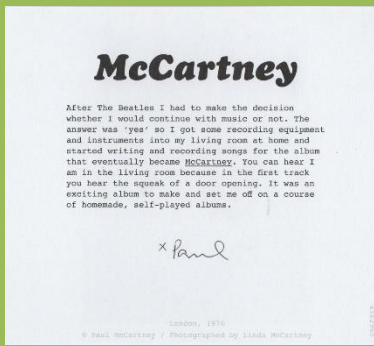 McCartney
After The Beatles I had to make the decision
whether I would continue with music or not. The
answer was 'yes' so I got some recording equipment
and instruments into my living room at home and
started writing and recording songs for the album
that eventually became McCartney. You can hear I
am in the living room because in the first track
you hear the squeak of a door opening. It was an
exciting album to make and set me off on a course
of homemade, self-played albums.
x Paul
London, 1970
© Paul McCartney / Photographed by Linda McCartney